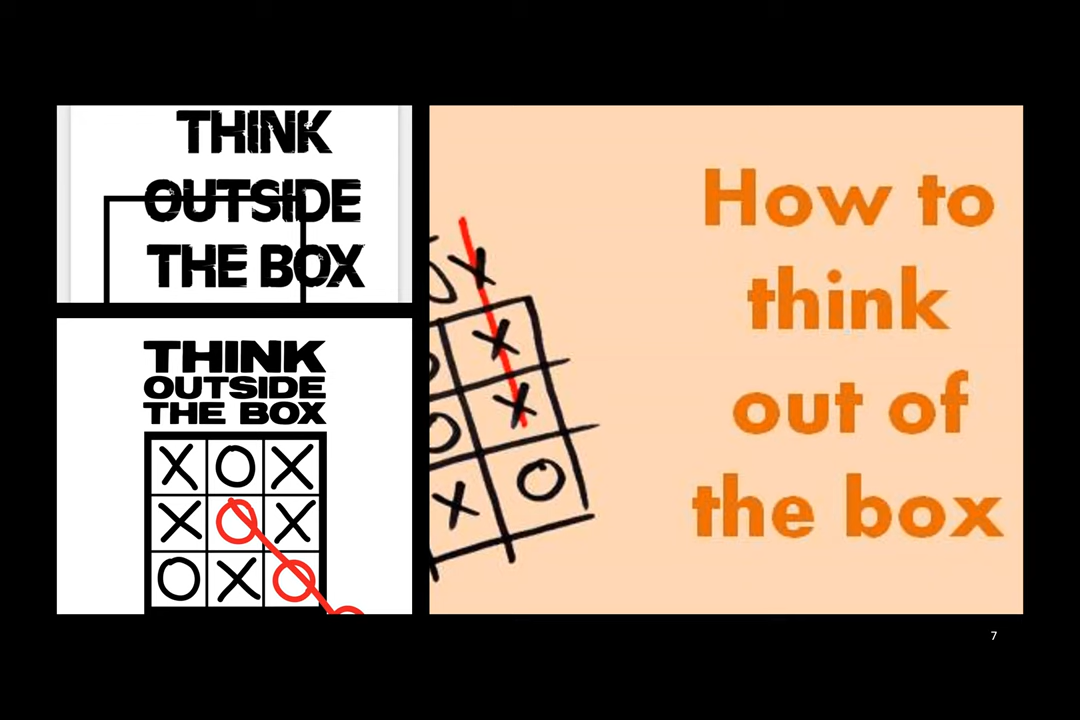 THINK
OUTSIDE
THE BOX
THINK
OUTSIDE
THE BOX
X O X
X O X
O X O
X
X
O X
X O
How to
think
out of
the box
7